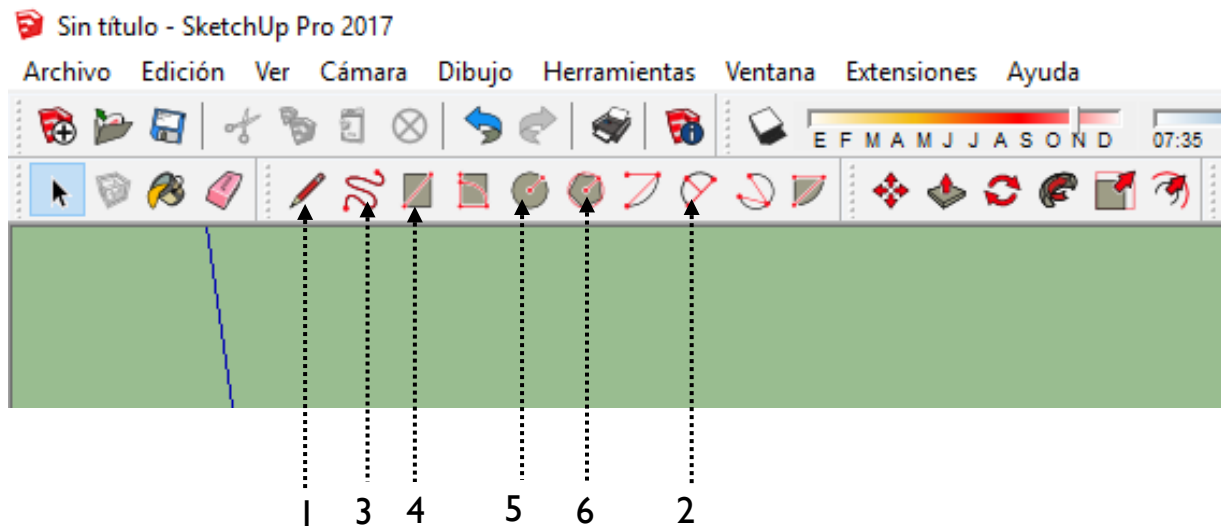 Sin título - SketchUp Pro 2017
Archivo Edición Ver Cámara Dibujo Herramientas Ventana Extensiones Ayuda
E F M A M J J A S O N D 07:35
1 3 4 5 6 2